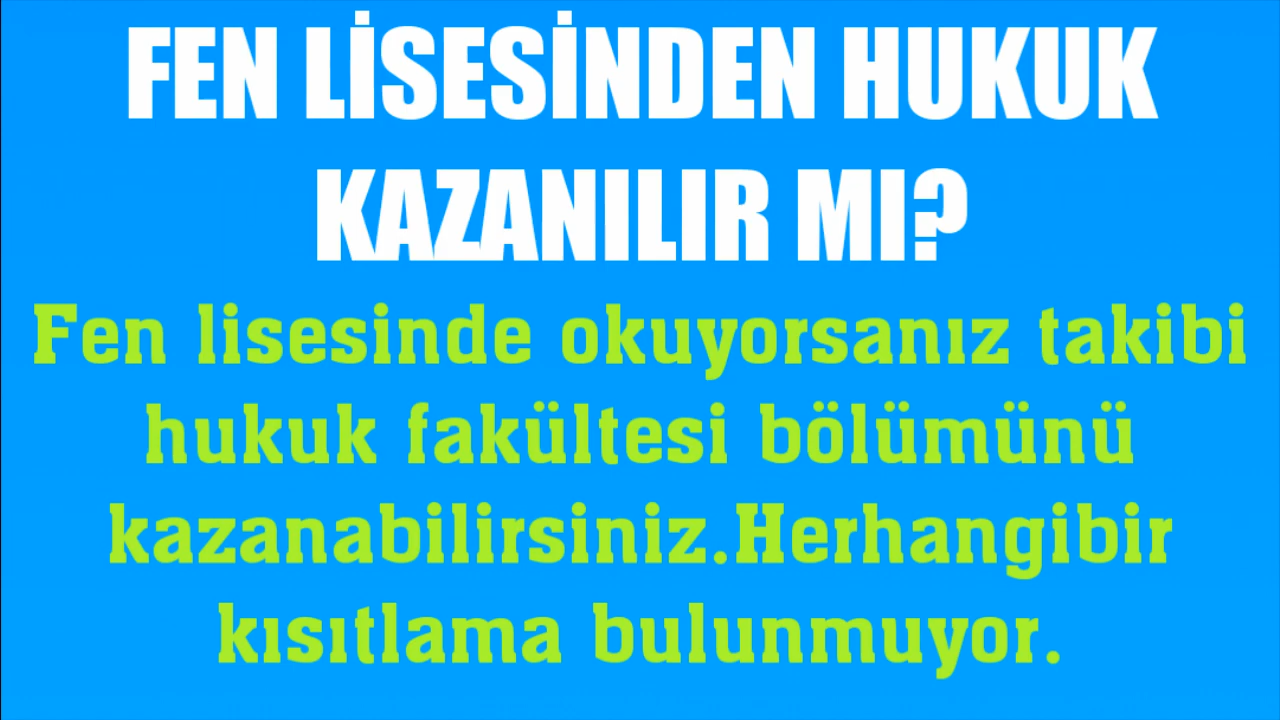 FEN LİSESİNDEN HUKUK
KAZANILIR MI?
Fen lisesinde okuyorsanız takibi
hukuk fakültesi bölümünü
kazanabilirsiniz.Herhangibir
kısıtlama bulunmuyor.